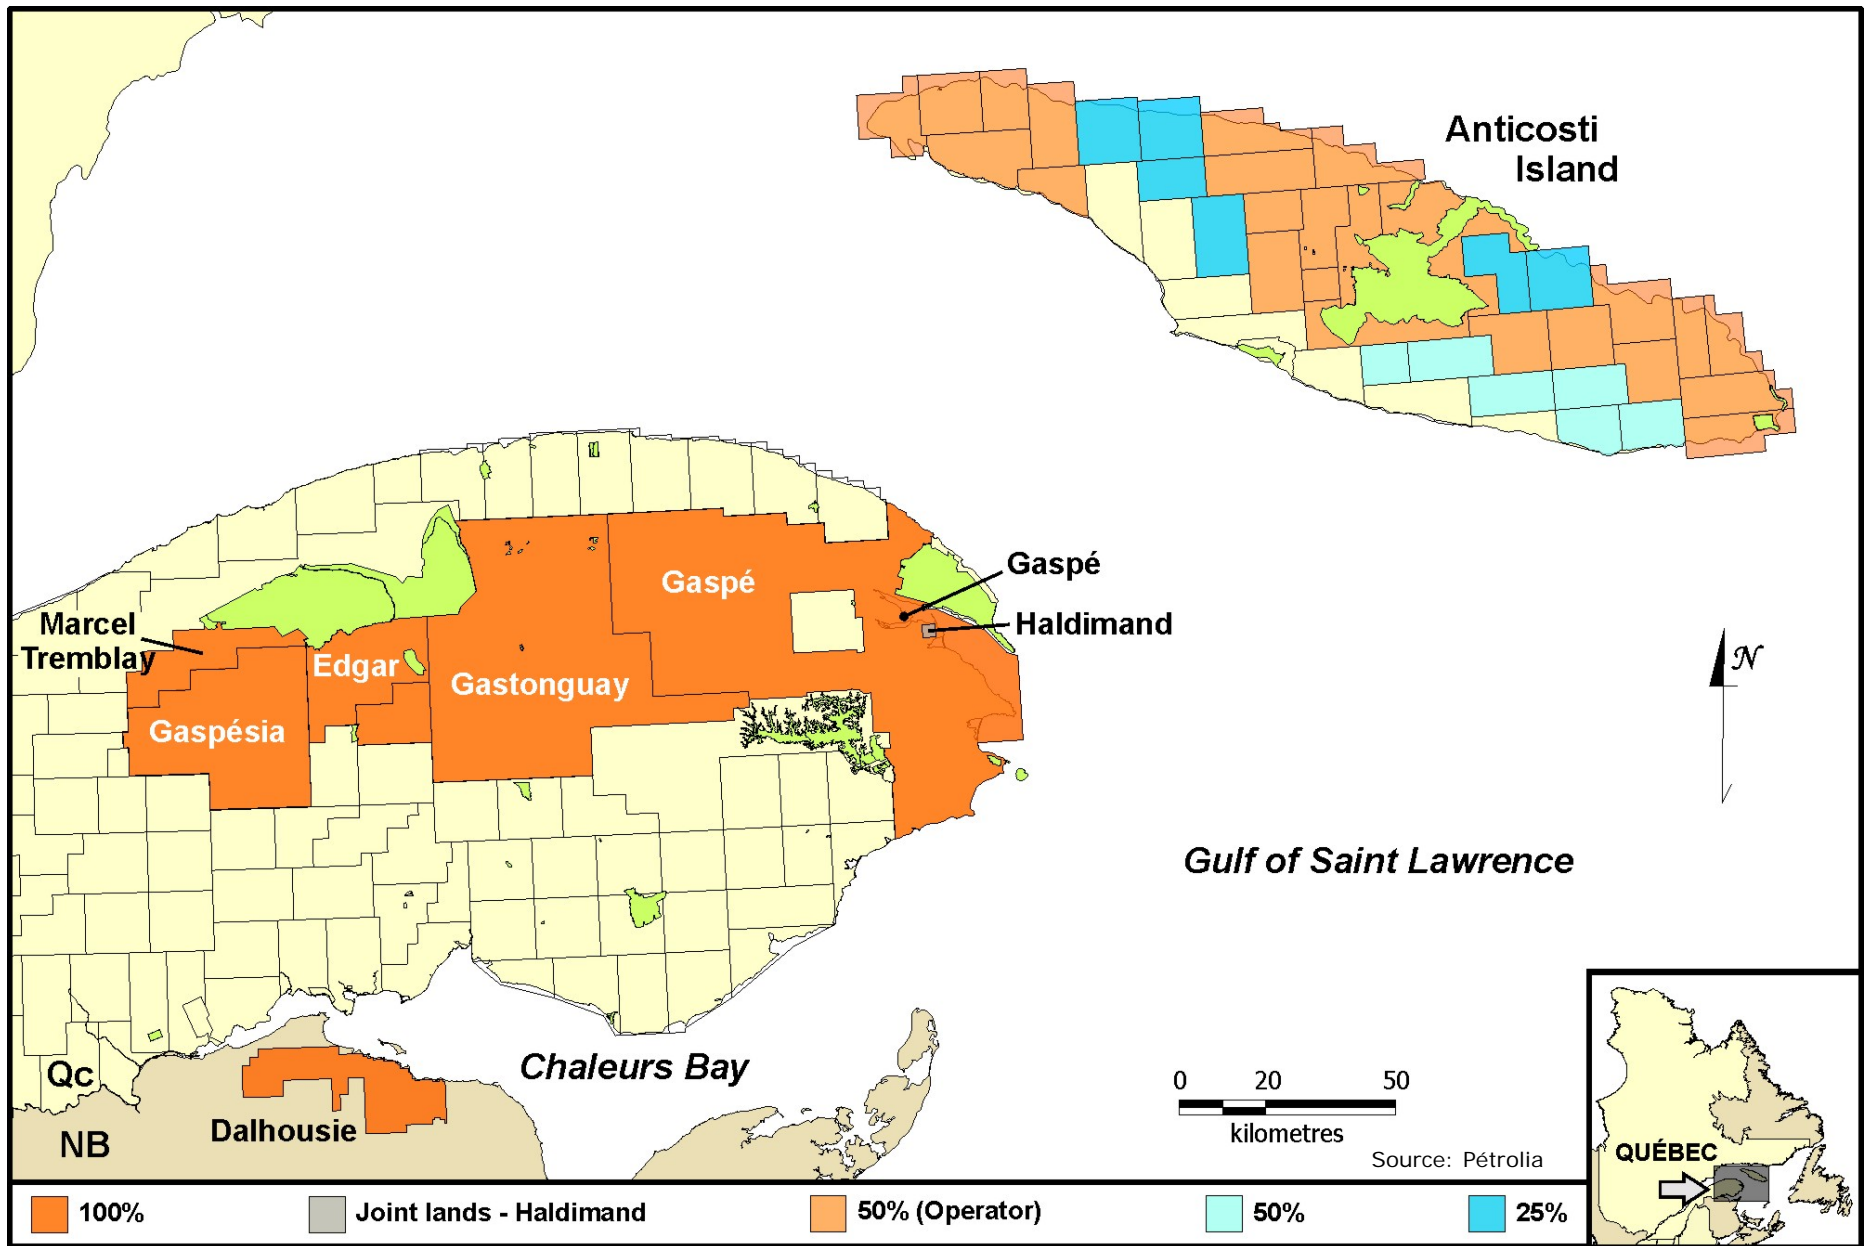 Anticosti
Island
Gaspé
Gaspé
Haldimand
Marcel
Tremblay
Edgar
Gastonguay
Gaspésia
N
Gulf of Saint Lawrence
Qc
Chaleurs Bay
NB
Dalhousie
0 20 50
kilometres
Source: Pétrolia
QUÉBEC
100%
Joint lands - Haldimand
50% (Operator)
50%
25%